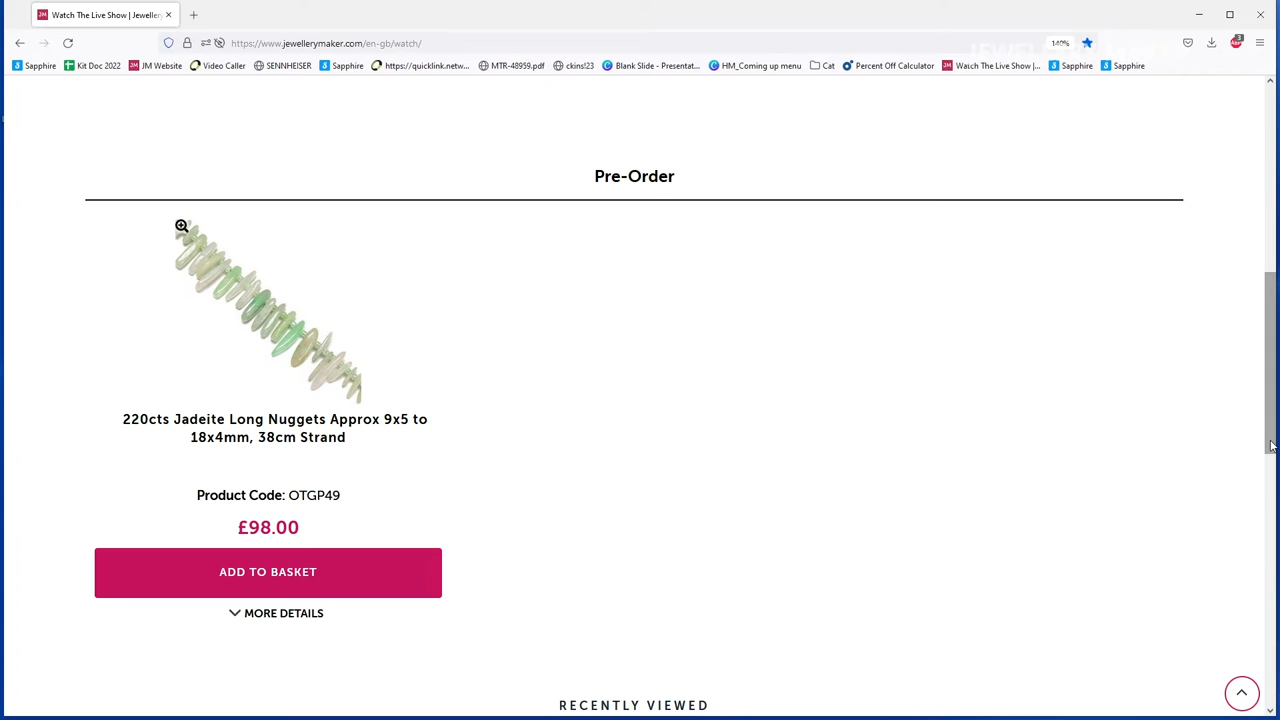 Watch The Live Show | Jewellery
https://www.jewellerymaker.com/en-gb/watch/
140%
Sapphire
Kit Doc 2022
JM Website
Video Caller
SENNHEISER
Sapphire
https://quicklink.netw...
MTR-48959.pdf
ckins!23
Blank Slide - Presentat...
HM_Coming up menu
Cat
Percent Off Calculator
JM
Watch The Live Show |...
Sapphire
Sapphire
Pre-Order
220cts Jadeite Long Nuggets Approx 9x5 to
18x4mm, 38cm Strand
Product Code: OTGP49
£98.00
ADD TO BASKET
MORE DETAILS
RECENTLY VIEWED